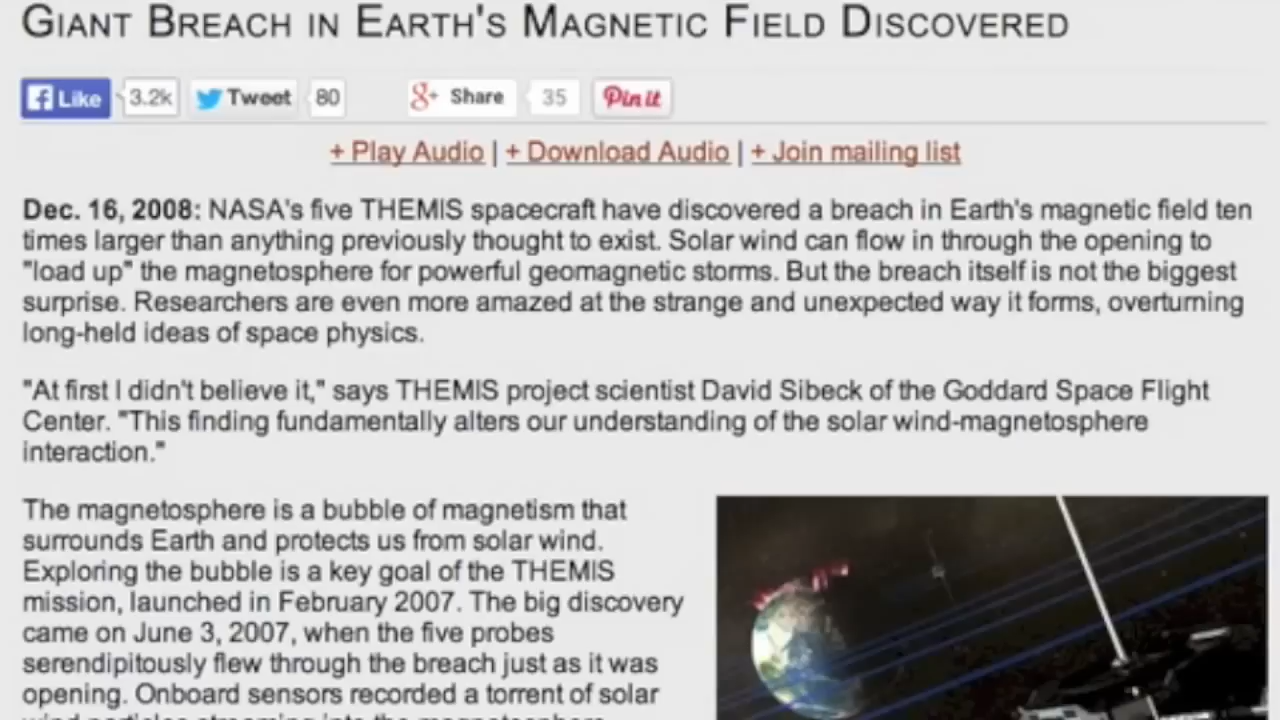 GIANT BREACH IN EARTH'S MAGNETIC FIELD DISCOVERED
Like 3.2k Tweet 80 Share 35 Pin it
+ Play Audio | + Download Audio | + Join mailing list
Dec. 16, 2008: NASA's five THEMIS spacecraft have discovered a breach in Earth's magnetic field ten
times larger than anything previously thought to exist. Solar wind can flow in through the opening to
"load up" the magnetosphere for powerful geomagnetic storms. But the breach itself is not the biggest
surprise. Researchers are even more amazed at the strange and unexpected way it forms, overturning
long-held ideas of space physics.
"At first I didn't believe it," says THEMIS project scientist David Sibeck of the Goddard Space Flight
Center. "This finding fundamentally alters our understanding of the solar wind-magnetosphere
interaction."
The magnetosphere is a bubble of magnetism that
surrounds Earth and protects us from solar wind.
Exploring the bubble is a key goal of the THEMIS
mission, launched in February 2007. The big discovery
came on June 3, 2007, when the five probes
serendipitously flew through the breach just as it was
opening. Onboard sensors recorded a torrent of solar
wind particles streaming into the magnetosphere,